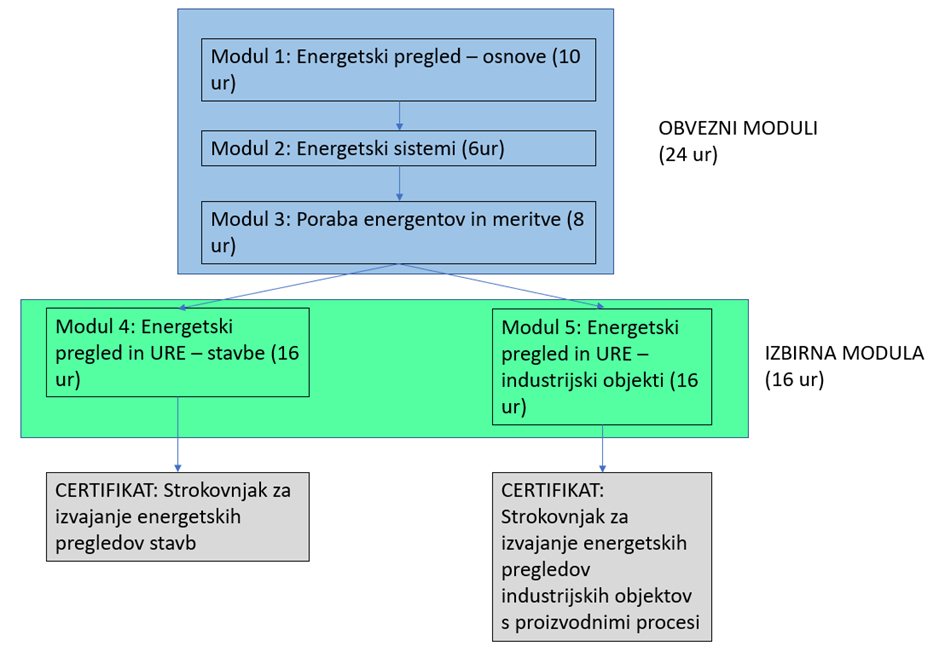 Modul 1: Energetski pregled – osnove (10
ur)
Modul 2: Energetski sistemi (6ur)
Modul 3: Poraba energentov in meritve (8
ur)
OBVEZNI MODULI
(24 ur)
Modul 4: Energetski
pregled in URE – stavbe (16
ur)
Modul 5: Energetski
pregled in URE –
industrijski objekti (16
ur)
IZBIRNA MODULA
(16 ur)
CERTIFIKAT: Strokovnjak za
izvajanje energetskih
pregledov stavb
CERTIFIKAT:
Strokovnjak za
izvajanje energetskih
pregledov
industrijskih objektov
s proizvodnimi procesi